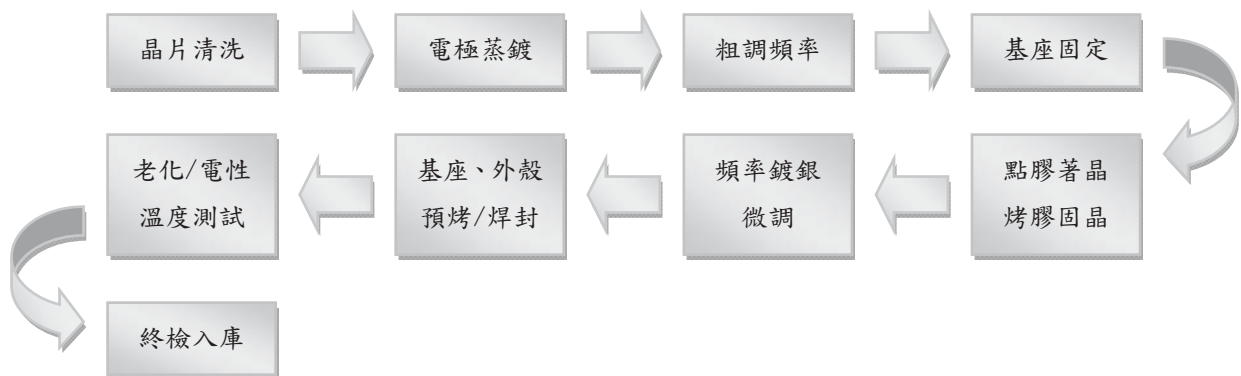 晶片清洗
電極蒸鍍
粗調頻率
基座固定
點膠著晶
烤膠固晶
頻率鍍銀
微調
基座、外殼
預烤/焊封
老化/電性
溫度測試
終檢入庫